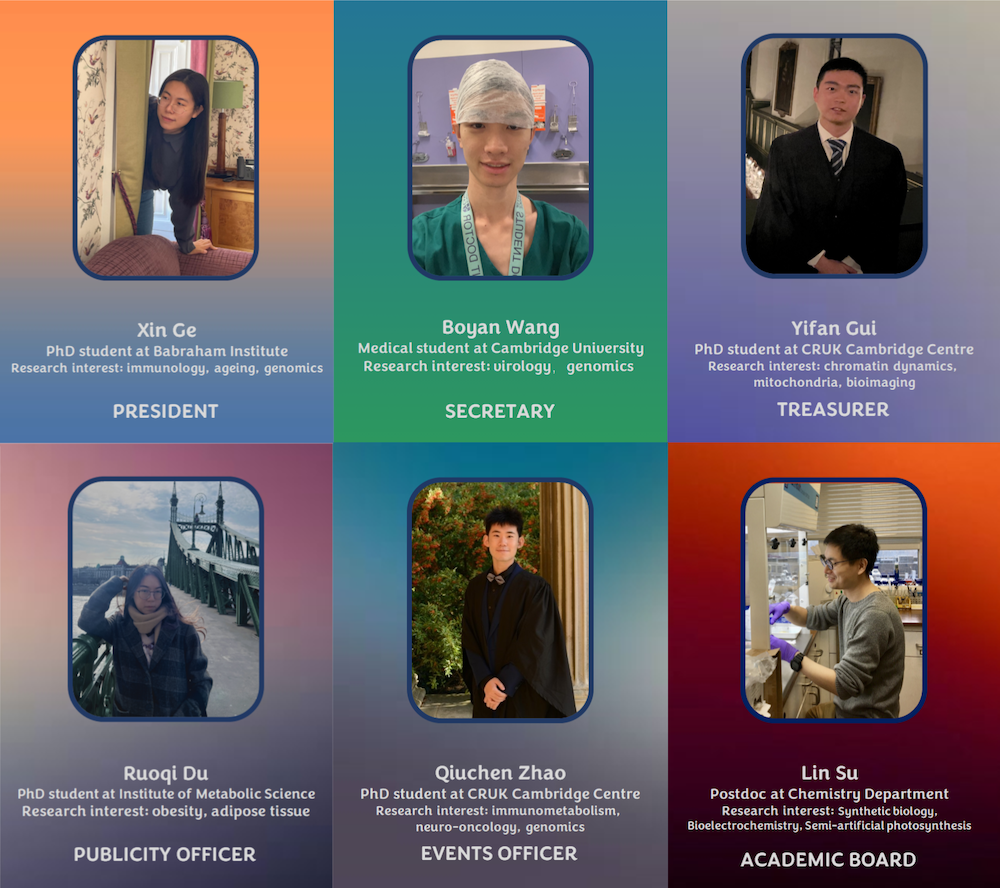 Xin Ge
PhD student at Babraham Institute
Research interest: immunology, ageing, genomics
PRESIDENT
Boyan Wang
Medical student at Cambridge University
Research interest: virology, genomics
SECRETARY
Yifan Gui
PhD student at CRUK Cambridge Centre
Research interest: chromatin dynamics,
mitochondria, bioimaging
TREASURER
Ruoqi Du
PhD student at Institute of Metabolic Science
Research interest: obesity, adipose tissue
PUBLICITY OFFICER
Qiuchen Zhao
PhD student at CRUK Cambridge Centre
Research interest: immunometabolism,
neuro-oncology, genomics
EVENTS OFFICER
Lin Su
Postdoc at Chemistry Department
Research interest: Synthetic biology,
Bioelectrochemistry, Semi-artificial photosynthesis
ACADEMIC BOARD